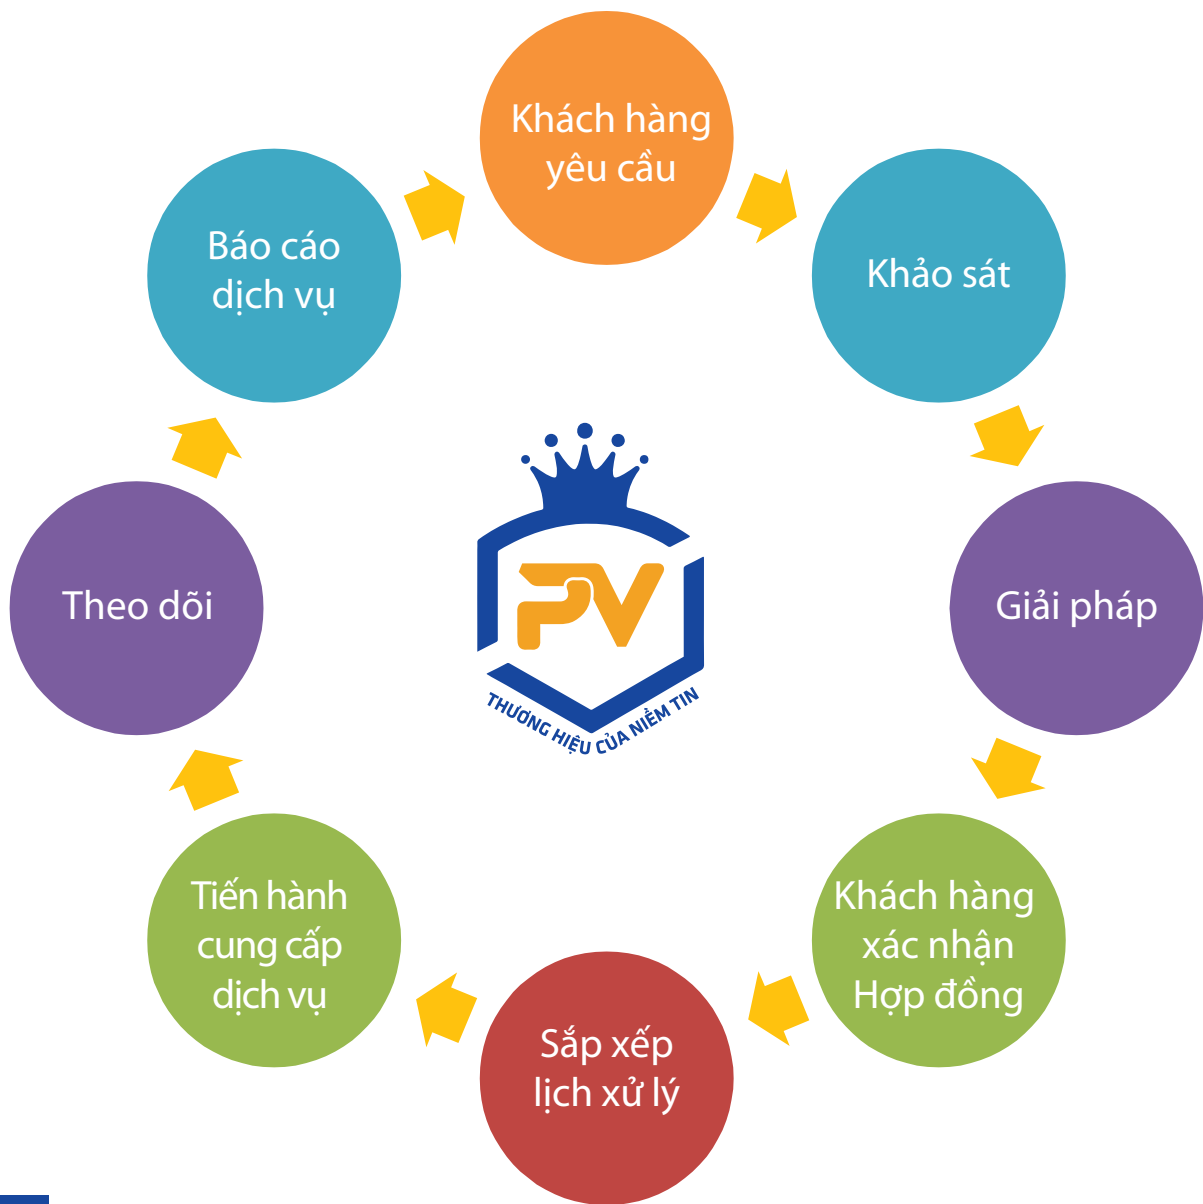 Khách hàng
yêu cầu
Khảo sát
Giải pháp
Khách hàng
xác nhận
Hợp đồng
Sắp xếp
lịch xử lý
Tiến hành
cung cấp
dịch vụ
Theo dõi
Báo cáo
dịch vụ
PV
THƯƠNG HIỆU CỦA NIỀM TIN